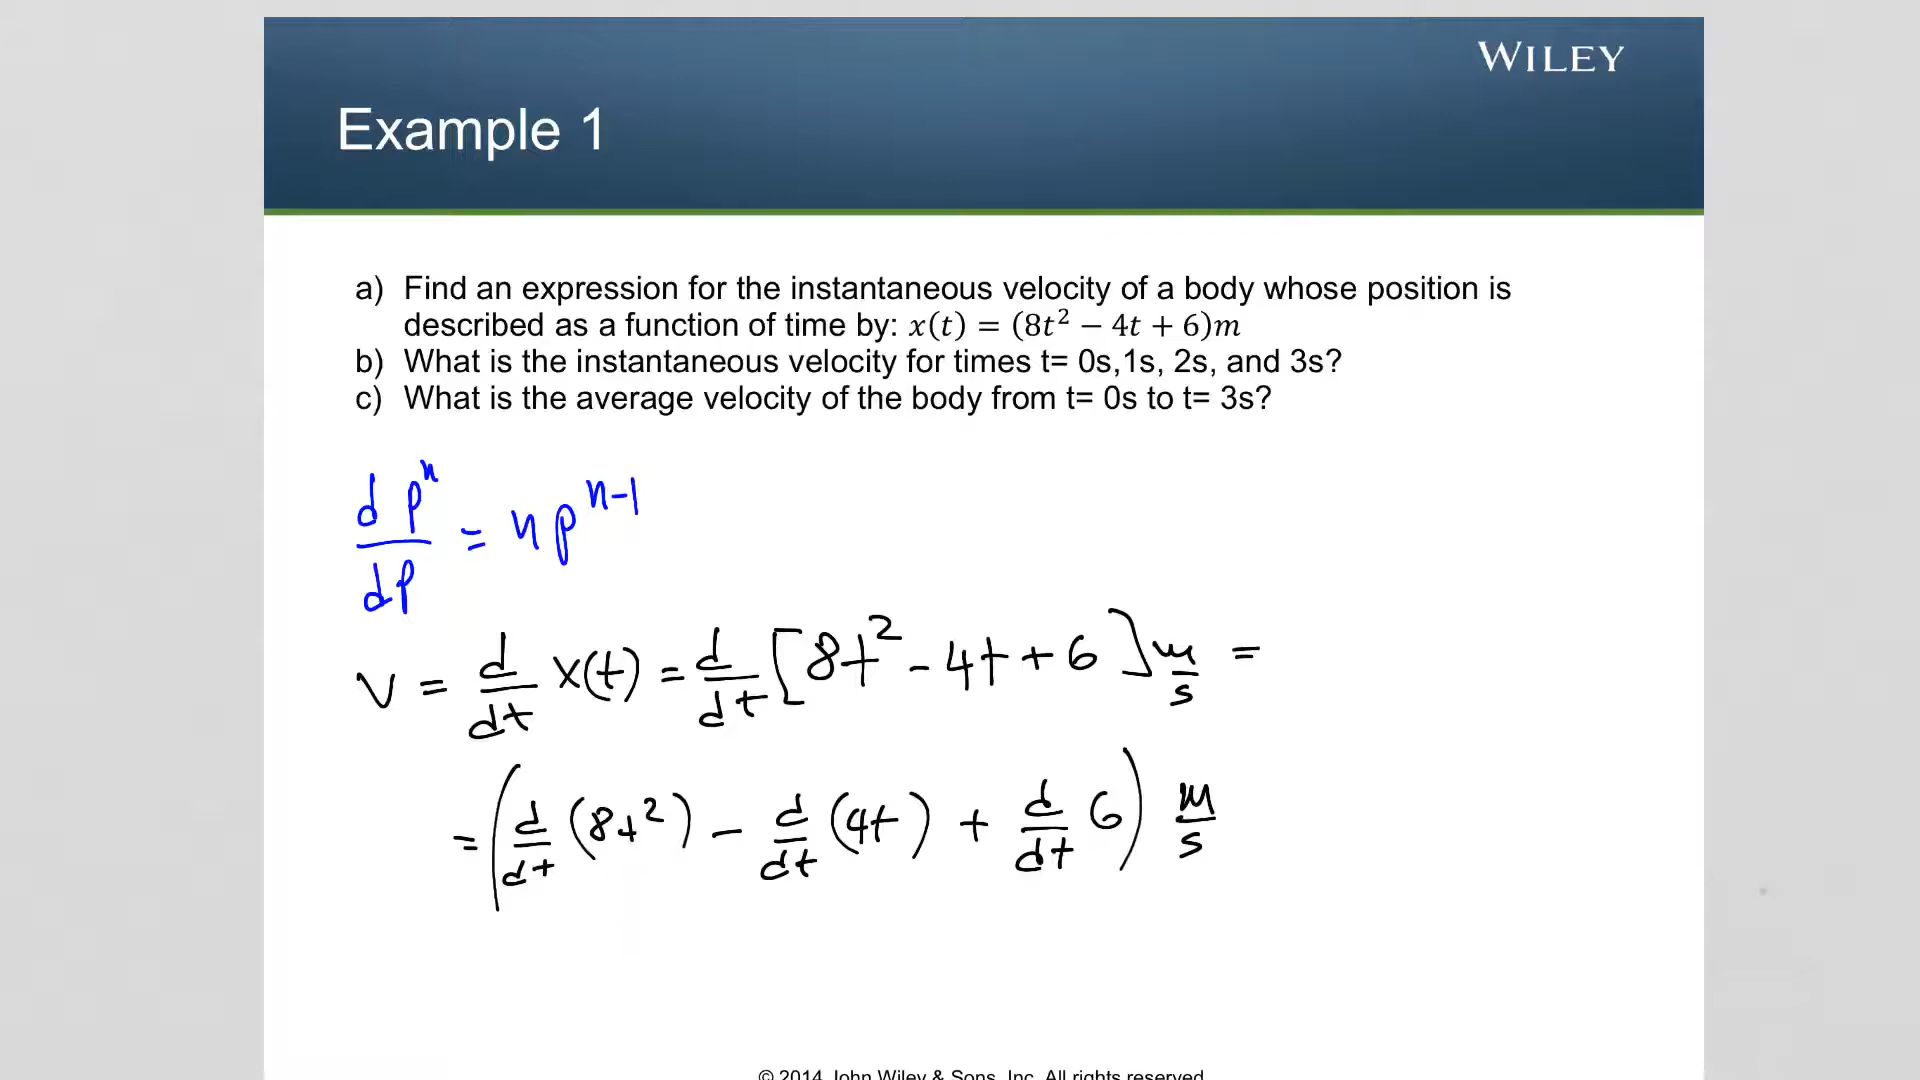 WILEY
Example 1
a) Find an expression for the instantaneous velocity of a body whose position is
described as a function of time by: x(t) = (8t² − 4t + 6)m
b) What is the instantaneous velocity for times t= 0s,1s, 2s, and 3s?
c) What is the average velocity of the body from t= 0s to t= 3s?
d pⁿ/dp = n pⁿ⁻¹
v = d/dt x(t) = d/dt [8t² - 4t + 6] m/s =
= (d/dt (8t²) - d/dt (4t) + d/dt 6) m/s
© 2014 John Wiley & Sons, Inc. All rights reserved.